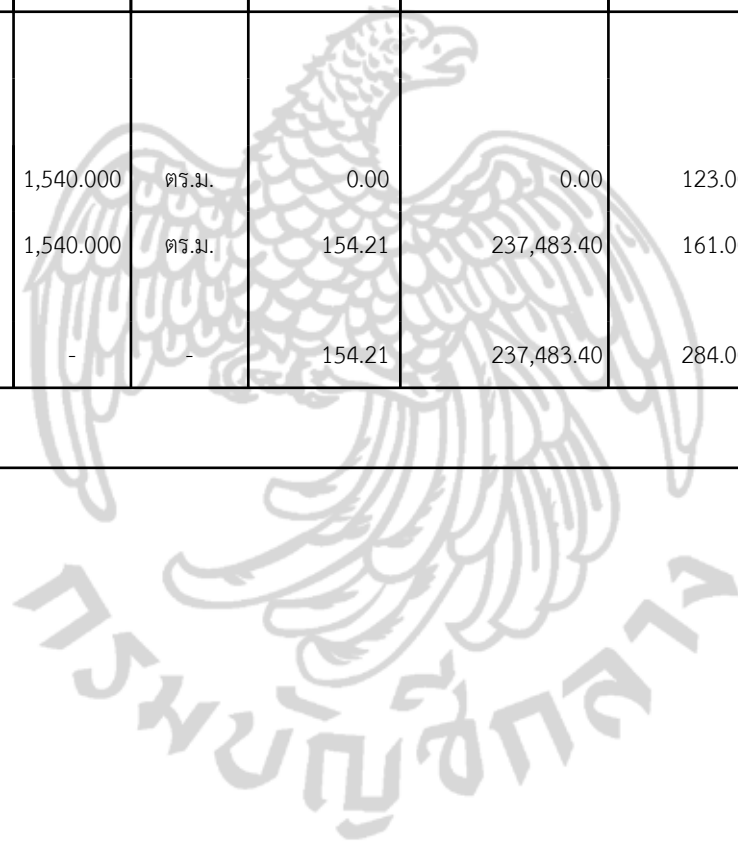 1,540.000 ตร.ม. 0.00 0.00 123.0
1,540.000 ตร.ม. 154.21 237,483.40 161.0
- - 154.21 237,483.40 284.0
กรมบัญชีกลาง